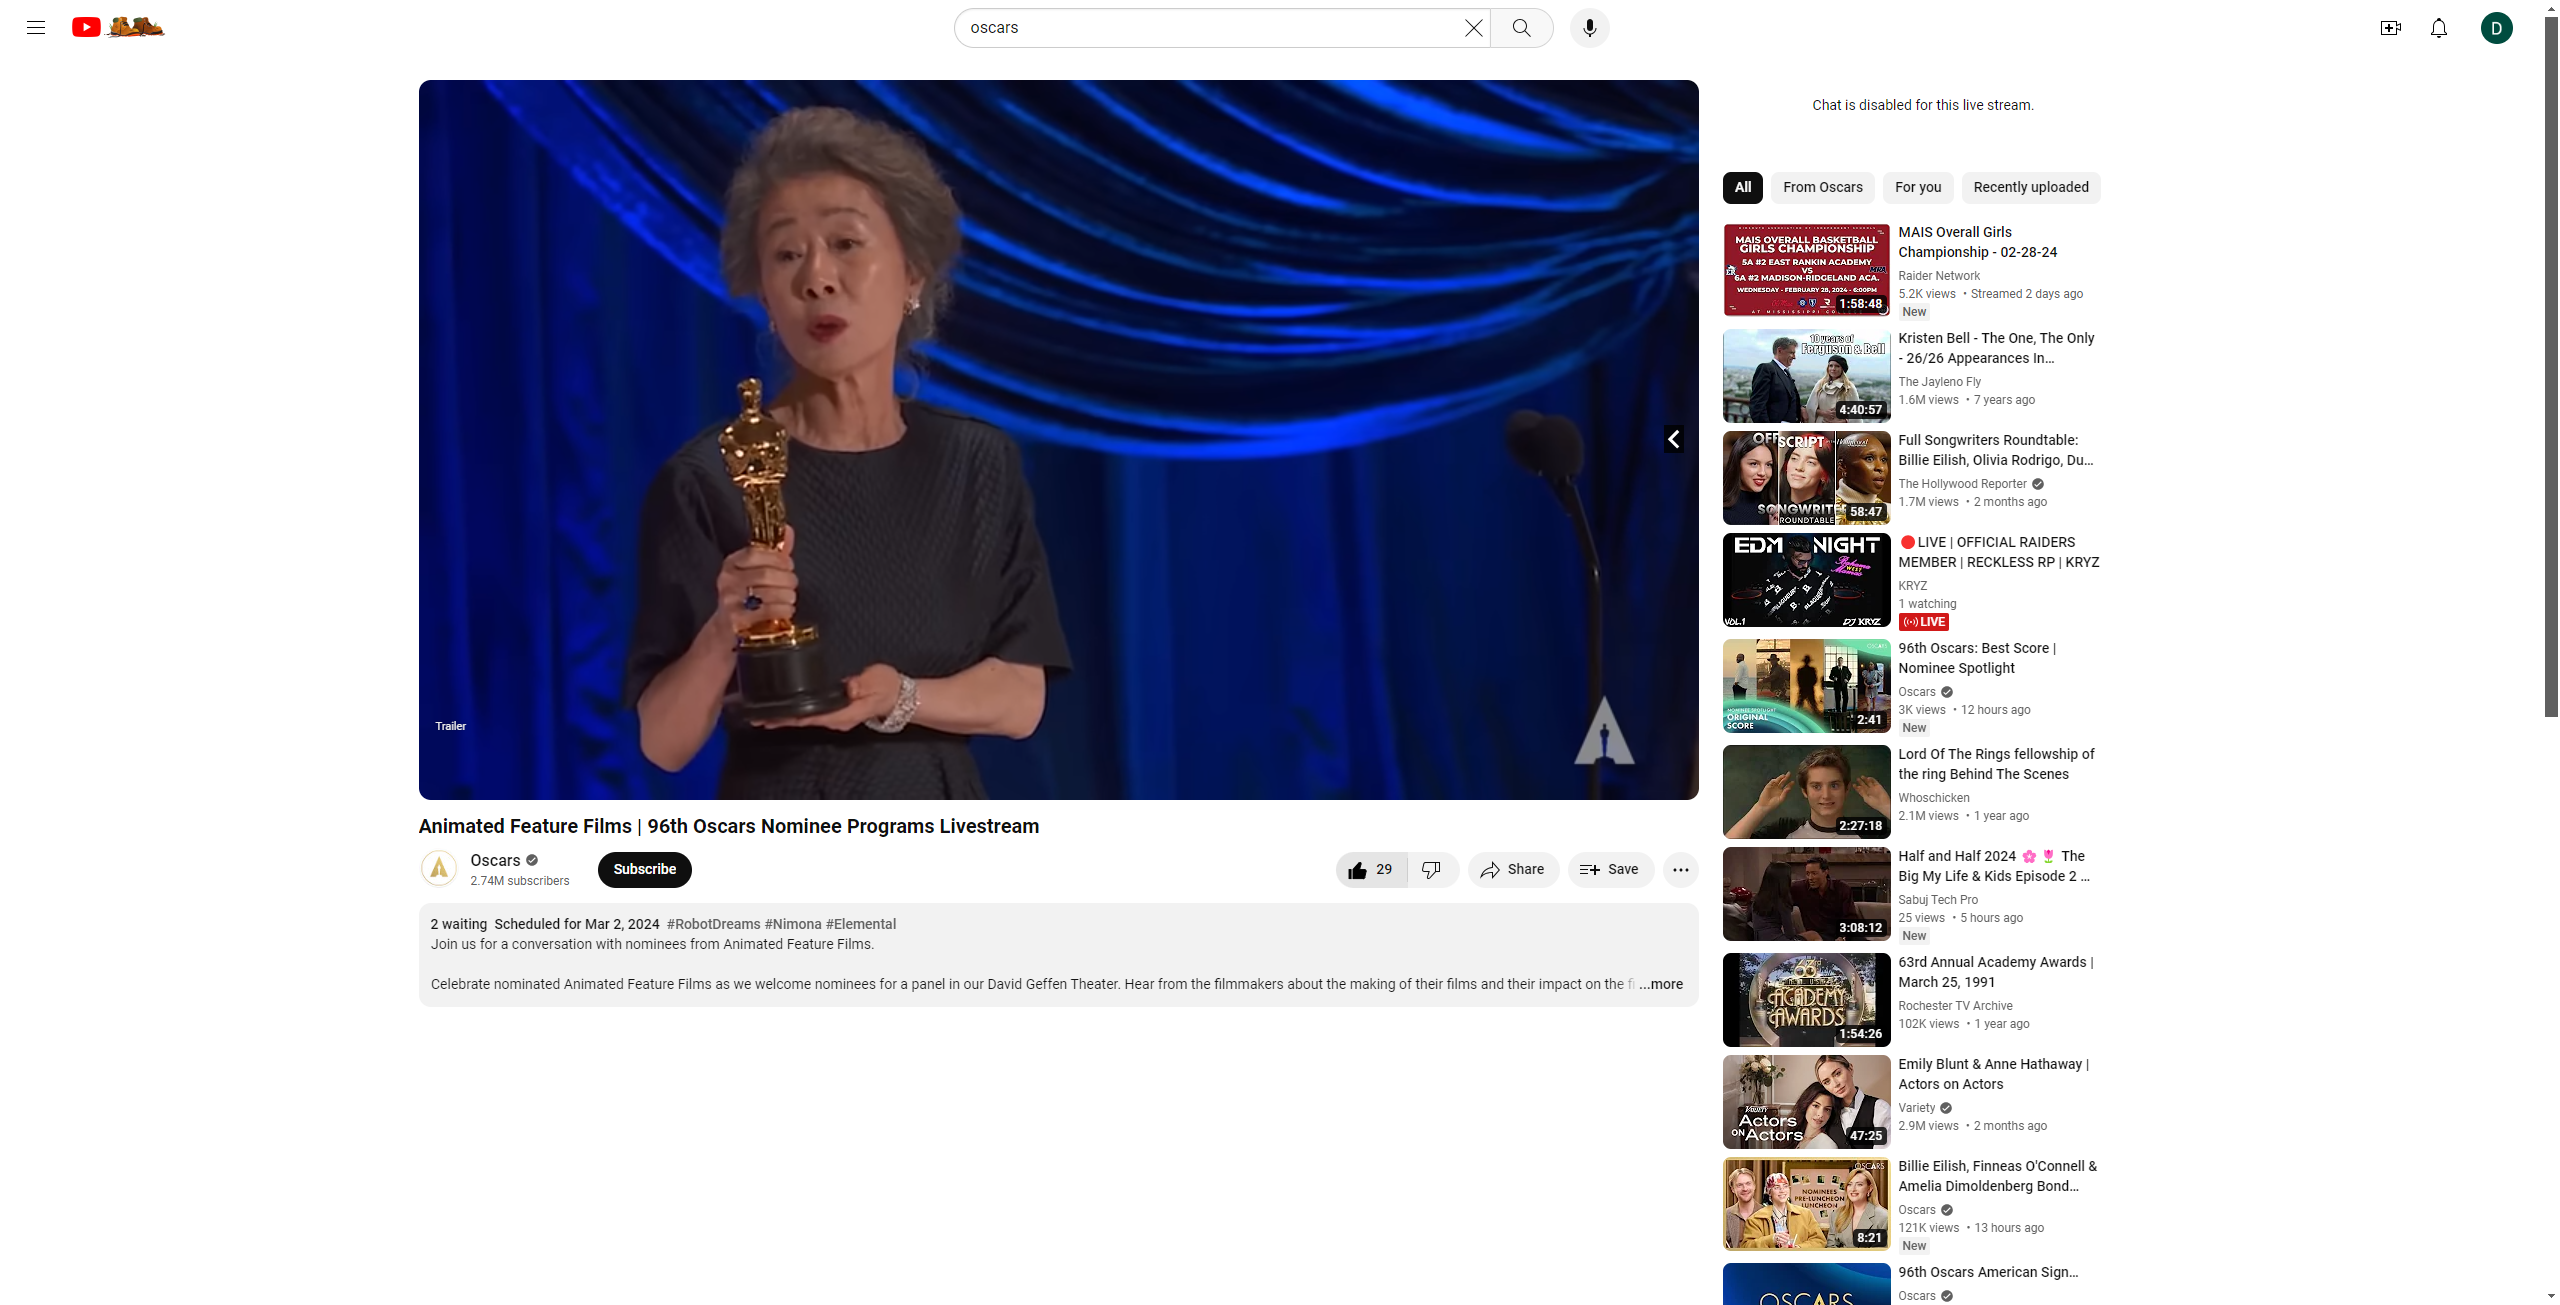 oscars
D
Chat is disabled for this live stream.
All
From Oscars
For you
Recently uploaded
Trailer
Animated Feature Films | 96th Oscars Nominee Programs Livestream
Oscars
2.74M subscribers
Subscribe
29
Share
Save
2 waiting Scheduled for Mar 2, 2024 #RobotDreams #Nimona #Elemental
Join us for a conversation with nominees from Animated Feature Films.
Celebrate nominated Animated Feature Films as we welcome nominees for a panel in our David Geffen Theater. Hear from the filmmakers about the making of their films and their impact on the
...more
MAIS OVERALL BASKETBALL
GIRLS CHAMPIONSHIP
5A #2 EAST RANKIN ACADEMY
VS
6A #2 MADISON-RIDGELAND ACA.
WEDNESDAY - FEBRUARY 28, 2024 - 6:00PM
1:58:48
MAIS Overall Girls
Championship - 02-28-24
Raider Network
5.2K views • Streamed 2 days ago
New
10 years of
Ferguson & Bell
4:40:57
Kristen Bell - The One, The Only
- 26/26 Appearances In...
The Jayleno Fly
1.6M views • 7 years ago
OFF SCRIPT
SONGWRITER
ROUNDTABLE
58:47
Full Songwriters Roundtable:
Billie Eilish, Olivia Rodrigo, Du...
The Hollywood Reporter
1.7M views • 2 months ago
EDM NIGHT
VOL.1
DJ KRYZ
LIVE | OFFICIAL RAIDERS
MEMBER | RECKLESS RP | KRYZ
KRYZ
1 watching
LIVE
OSCARS
ORIGINAL
SCORE
2:41
96th Oscars: Best Score |
Nominee Spotlight
Oscars
3K views • 12 hours ago
New
2:27:18
Lord Of The Rings fellowship of
the ring Behind The Scenes
Whoschicken
2.1M views • 1 year ago
3:08:12
Half and Half 2024 🌸🌷 The
Big My Life & Kids Episode 2 ...
Sabuj Tech Pro
25 views • 5 hours ago
New
63
ACADEMY
AWARDS
1:54:26
63rd Annual Academy Awards |
March 25, 1991
Rochester TV Archive
102K views • 1 year ago
VARIETY
Actors
ON Actors
47:25
Emily Blunt & Anne Hathaway |
Actors on Actors
Variety
2.9M views • 2 months ago
OSCARS
NOMINEES
PRE-LUNCHEON
LUNCHEON
8:21
Billie Eilish, Finneas O'Connell &
Amelia Dimoldenberg Bond...
Oscars
121K views • 13 hours ago
New
OSCARS
96th Oscars American Sign...
Oscars